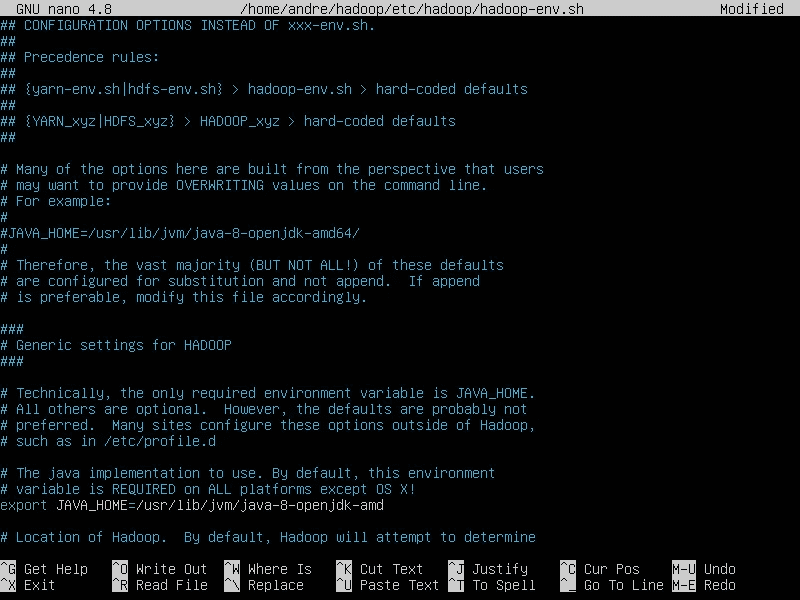 GNU nano 4.8 /home/andre/hadoop/etc/hadoop/hadoop-env.sh Modified
## CONFIGURATION OPTIONS INSTEAD OF xxx-env.sh.
##
## Precedence rules:
##
## {yarn-env.sh|hdfs-env.sh} > hadoop-env.sh > hard-coded defaults
##
## {YARN_xyz|HDFS_xyz} > HADOOP_xyz > hard-coded defaults
##
# Many of the options here are built from the perspective that users
# may want to provide OVERWRITING values on the command line.
# For example:
#
#JAVA_HOME=/usr/lib/jvm/java-8-openjdk-amd64/
#
# Therefore, the vast majority (BUT NOT ALL!) of these defaults
# are configured for substitution and not append.  If append
# is preferable, modify this file accordingly.
###
# Generic settings for HADOOP
###
# Technically, the only required environment variable is JAVA_HOME.
# All others are optional.  However, the defaults are probably not
# preferred.  Many sites configure these options outside of Hadoop,
# such as in /etc/profile.d
# The java implementation to use. By default, this environment
# variable is REQUIRED on ALL platforms except OS X!
export JAVA_HOME=/usr/lib/jvm/java-8-openjdk-amd
# Location of Hadoop.  By default, Hadoop will attempt to determine
^G Get Help ^O Write Out ^W Where Is ^K Cut Text ^J Justify ^C Cur Pos M-U Undo
^X Exit ^R Read File ^\ Replace ^U Paste Text ^T To Spell ^_ Go To Line M-E Redo